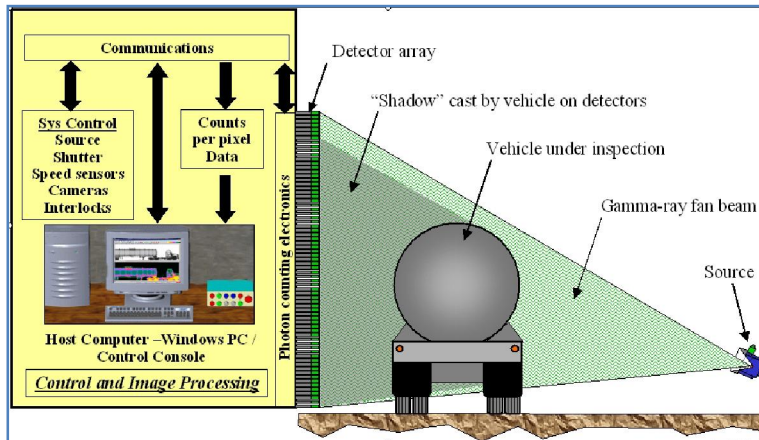 Communications
Sys Control
Source
Shutter
Speed sensors
Cameras
Interlocks
Counts
per pixel
Data
Host Computer –Windows PC /
Control Console
Control and Image Processing
Photon counting electronics
Detector array
“Shadow” cast by vehicle on detectors
Vehicle under inspection
Gamma-ray fan beam
Source